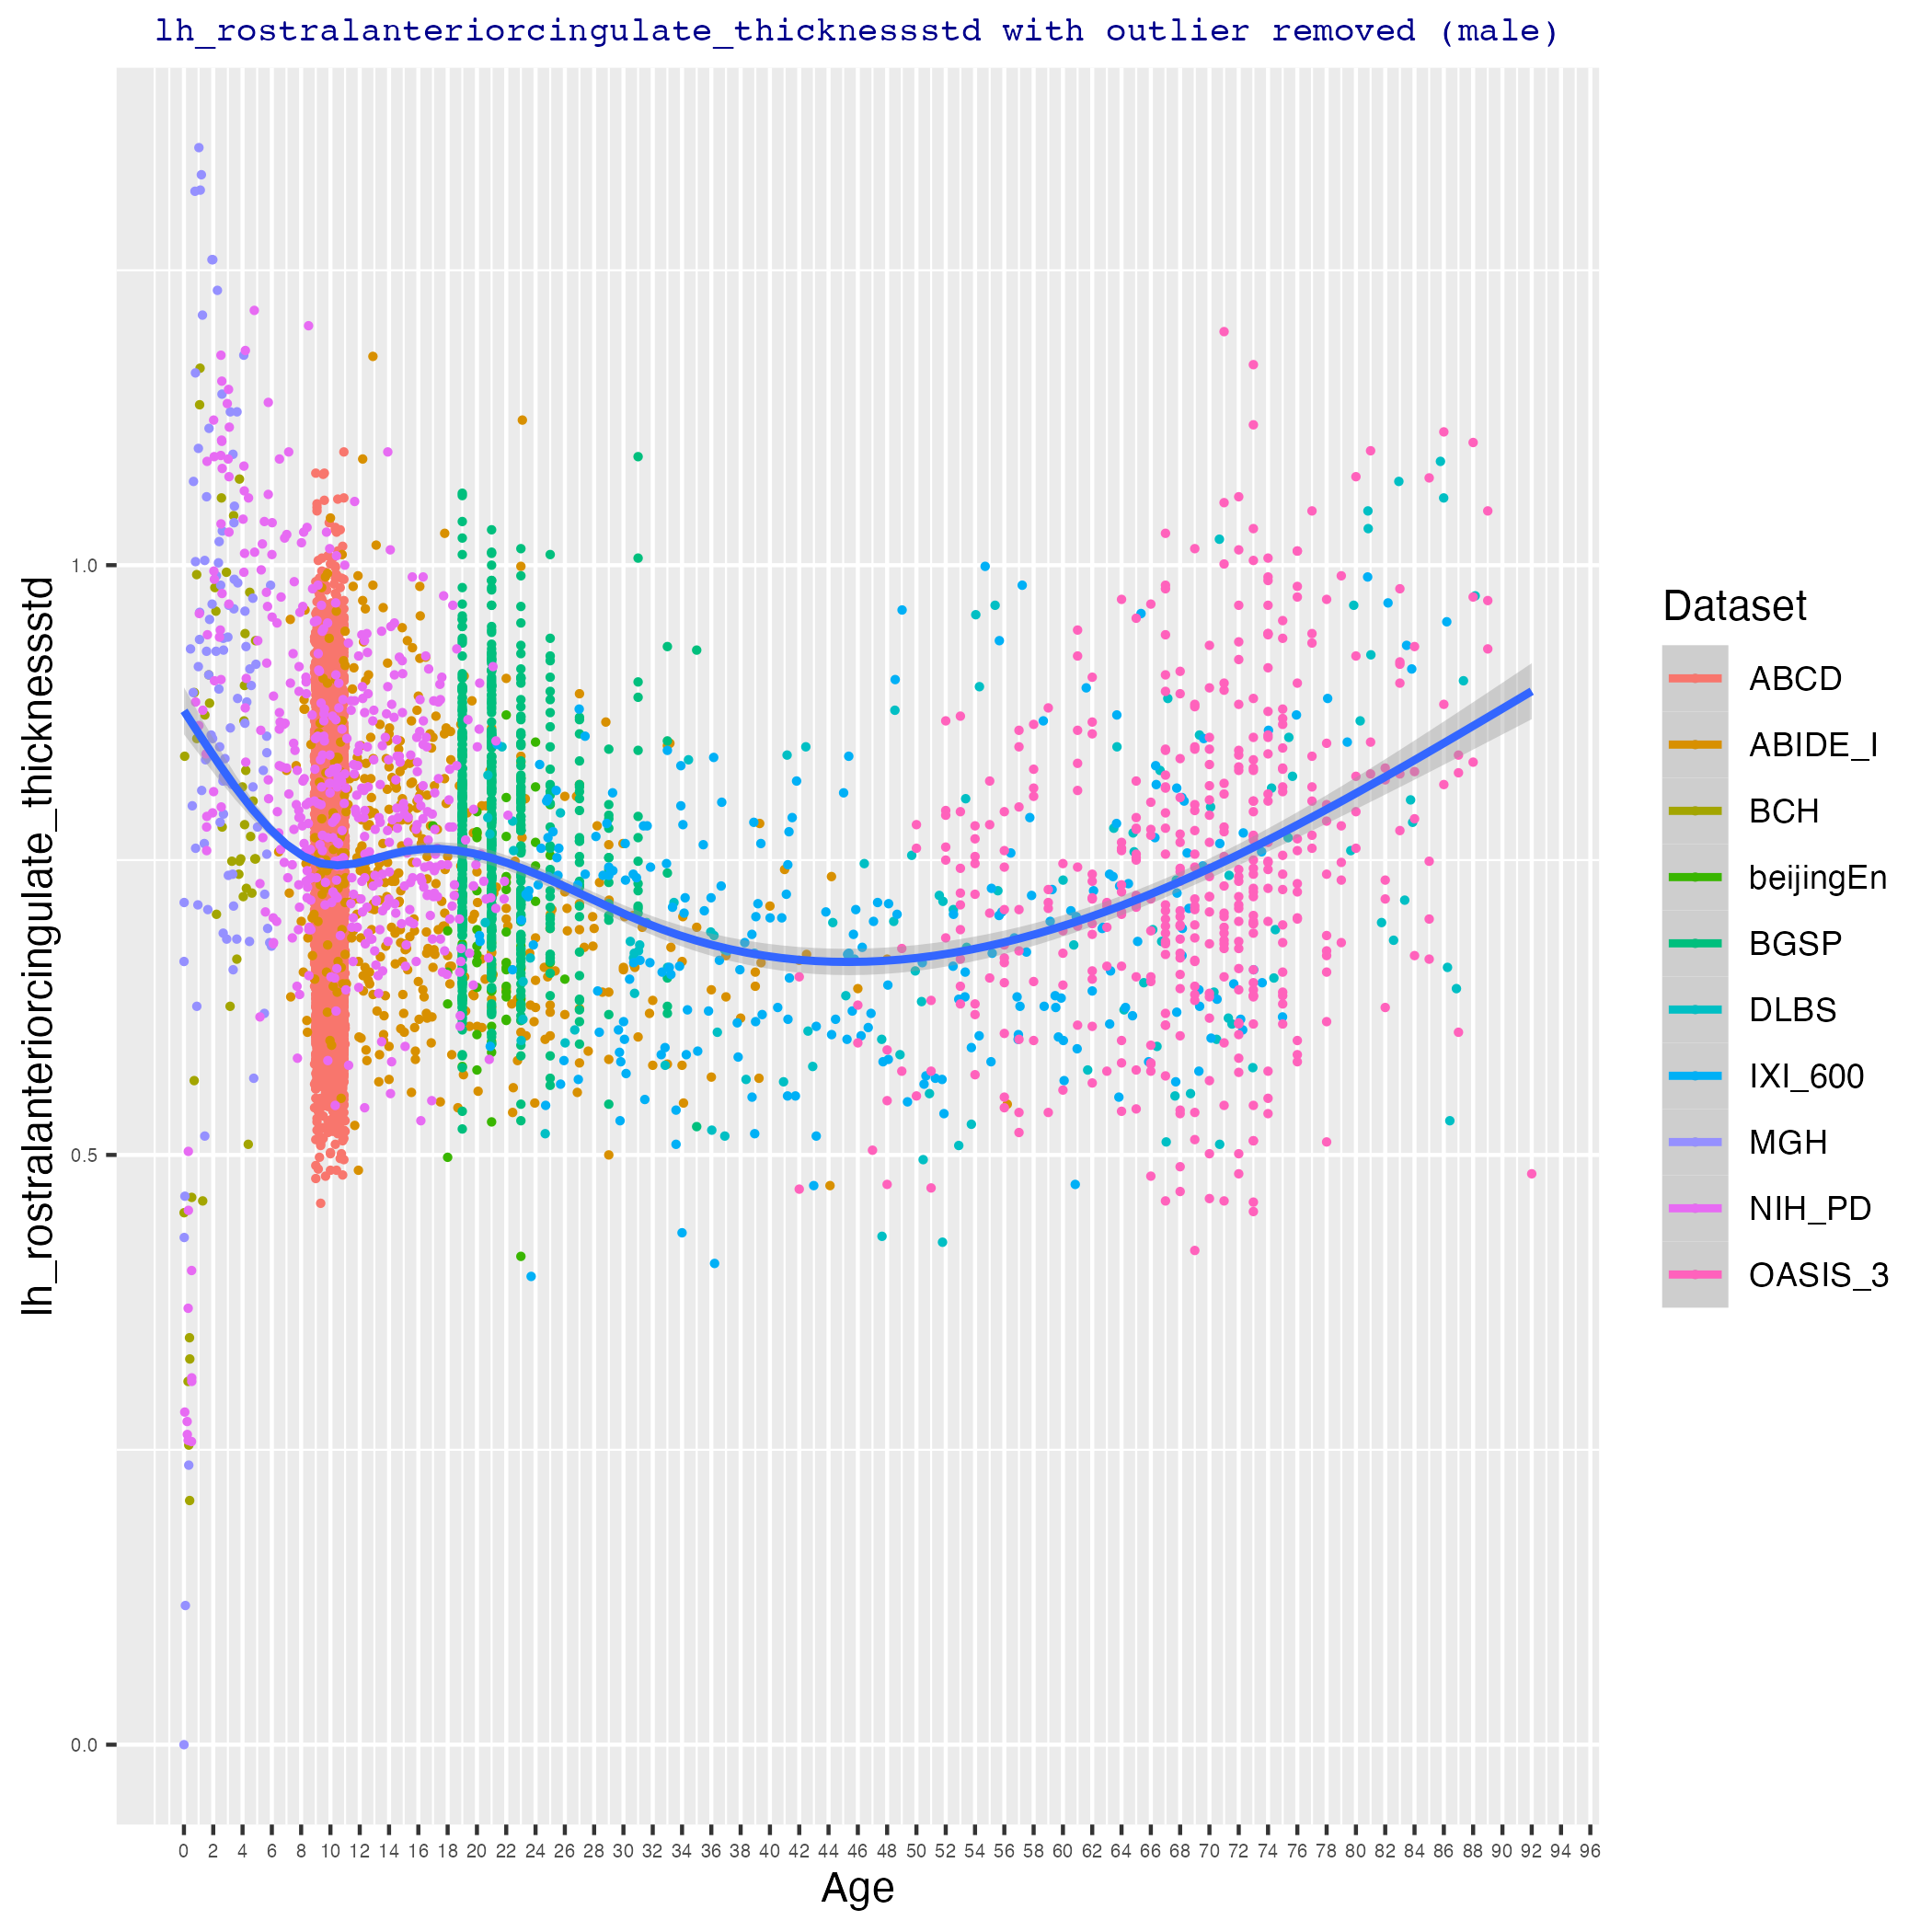 lh_rostralanteriorcingulate_thicknessstd with outlier removed (male)
lh_rostralanteriorcingulate_thicknessstd
1.0
0.5
0.0
0 2 4 6 8 10 12 14 16 18 20 22 24 26 28 30 32 34 36 38 40 42 44 46 48 50 52 54 56 58 60 62 64 66 68 70 72 74 76 78 80 82 84 86 88 90 92 94 96
Age
Dataset
ABCD
ABIDE_I
BCH
beijingEn
BGSP
DLBS
IXI_600
MGH
NIH_PD
OASIS_3